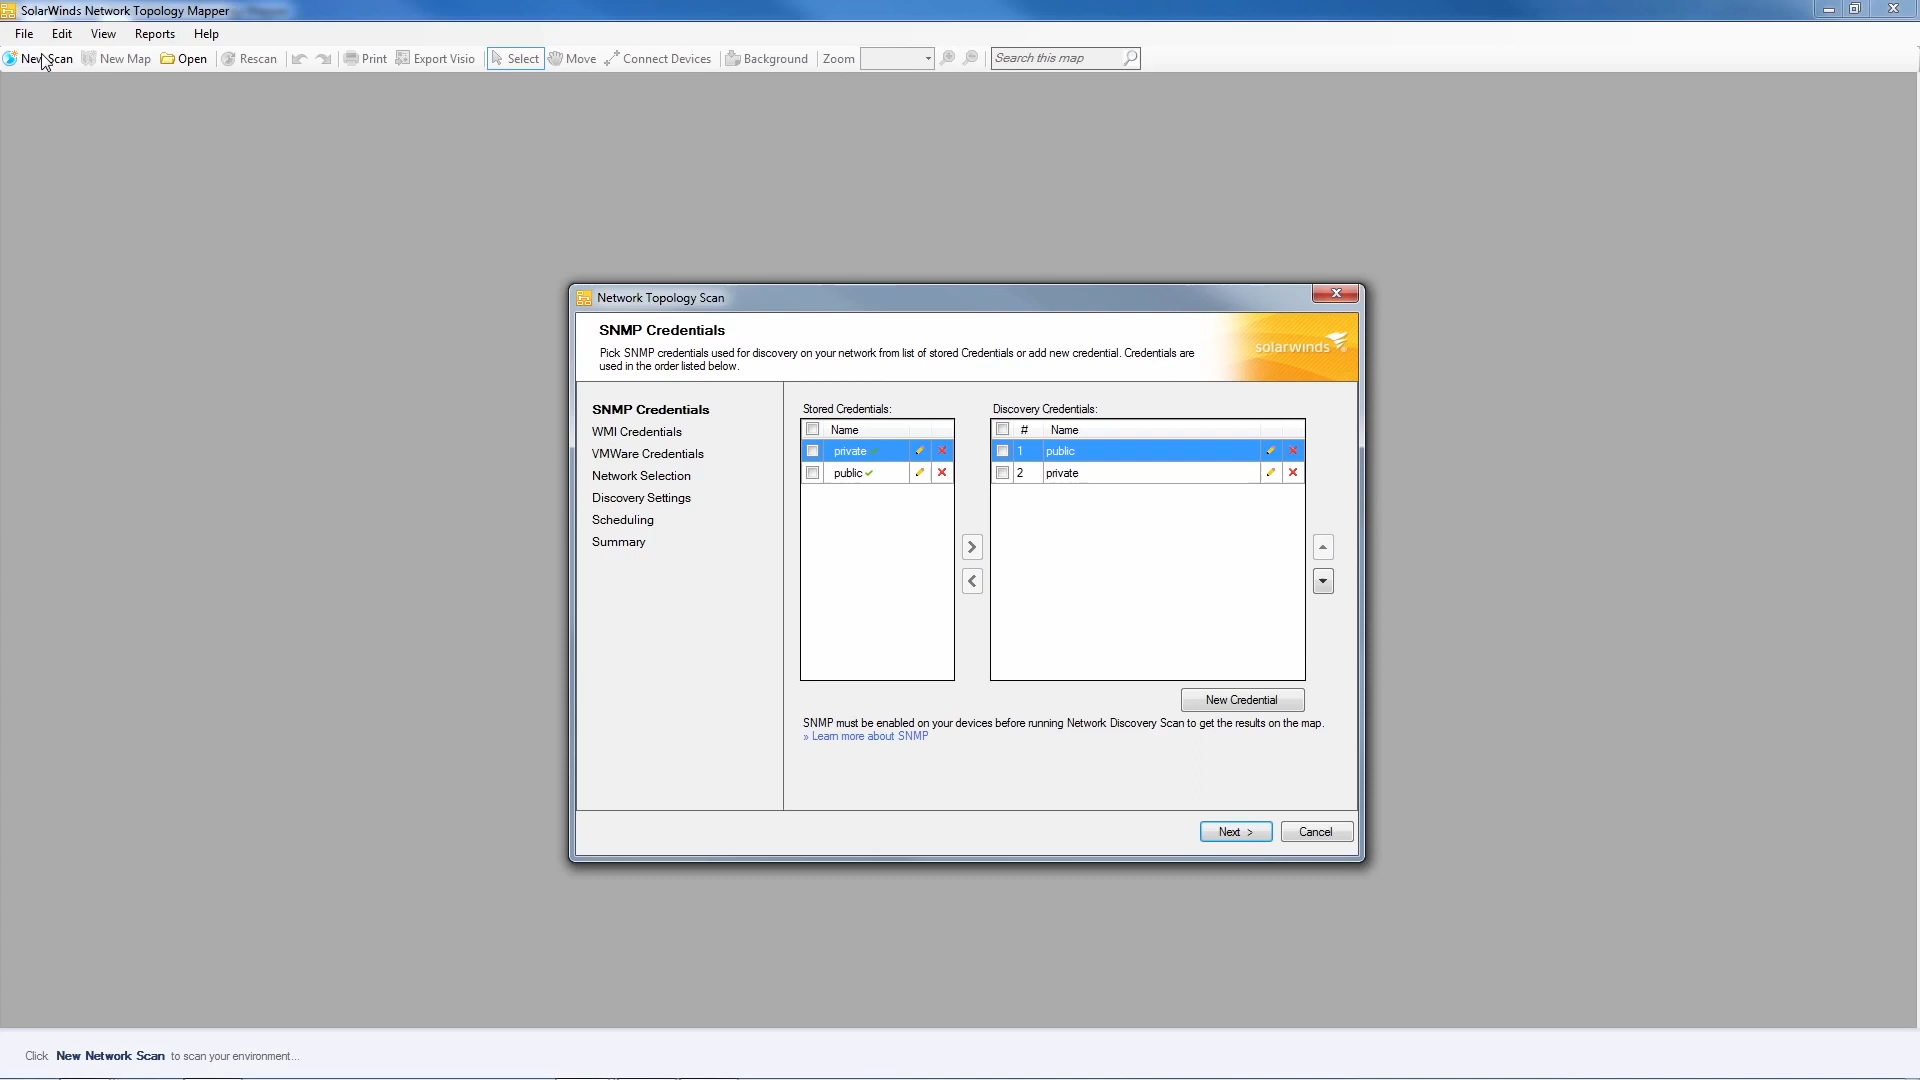 SolarWinds Network Topology Mapper
File Edit View Reports Help
New Scan New Map Open Rescan Print Export Visio Select Move Connect Devices Background Zoom Search this map
Network Topology Scan
SNMP Credentials
Pick SNMP credentials used for discovery on your network from list of stored Credentials or add new credential. Credentials are
used in the order listed below.
solarwinds
SNMP Credentials
WMI Credentials
VMWare Credentials
Network Selection
Discovery Settings
Scheduling
Summary
Stored Credentials:
Name
private
public
Discovery Credentials:
# Name
1 public
2 private
New Credential
SNMP must be enabled on your devices before running Network Discovery Scan to get the results on the map.
» Learn more about SNMP
Next >
Cancel
Click New Network Scan to scan your environment...